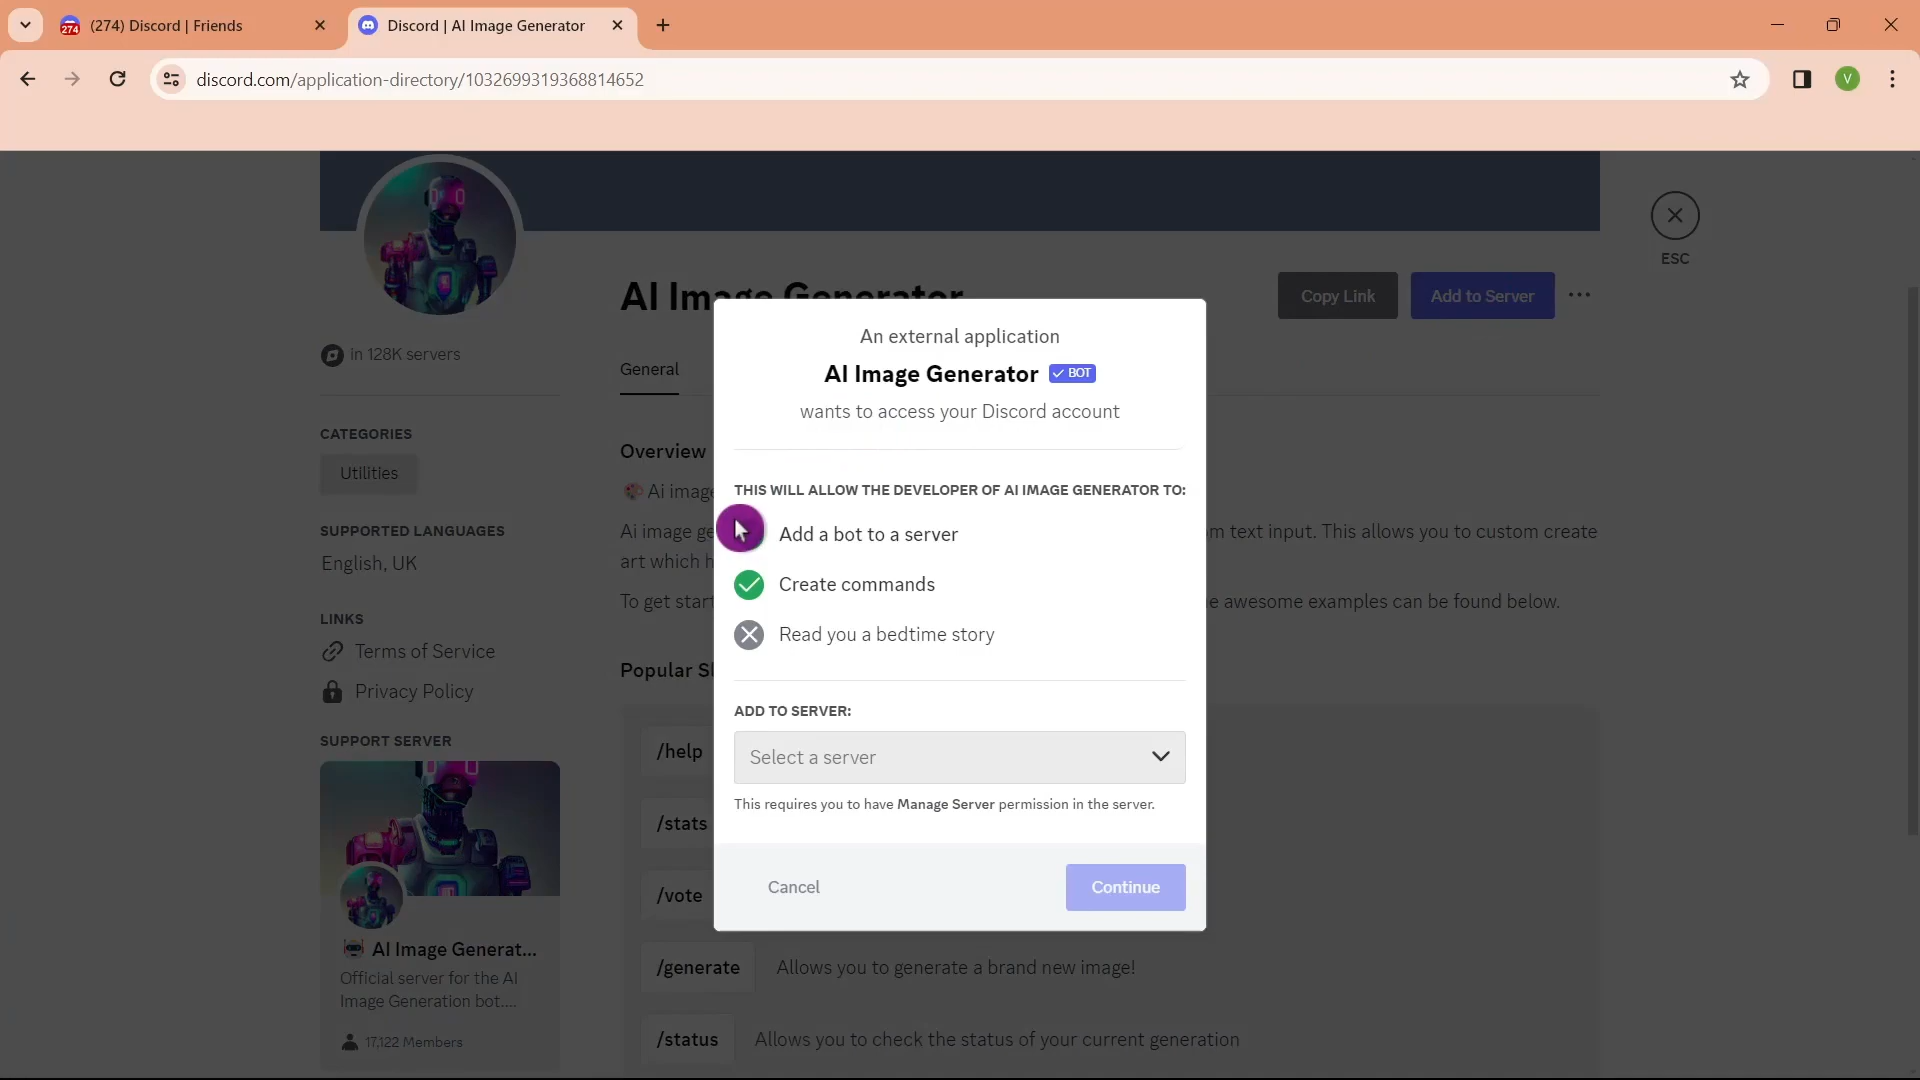 274
(274) Discord | Friends
Discord | AI Image Generator
discord.com/application-directory/1032699319368814652
V
ESC
AI Image Generator
Copy Link
Add to Server
in 128K servers
General
CATEGORIES
Utilities
SUPPORTED LANGUAGES
English, UK
LINKS
Terms of Service
Privacy Policy
SUPPORT SERVER
AI Image Generat...
Official server for the AI
Image Generation bot....
17,122 Members
Overview
Ai image
Ai image ge
m text input. This allows you to custom create
art which h
To get start
e awesome examples can be found below.
Popular Sl
/help
/stats
/vote
/generate Allows you to generate a brand new image!
/status Allows you to check the status of your current generation
An external application
AI Image Generator BOT
wants to access your Discord account
THIS WILL ALLOW THE DEVELOPER OF AI IMAGE GENERATOR TO:
Add a bot to a server
Create commands
Read you a bedtime story
ADD TO SERVER:
Select a server
This requires you to have Manage Server permission in the server.
Cancel
Continue